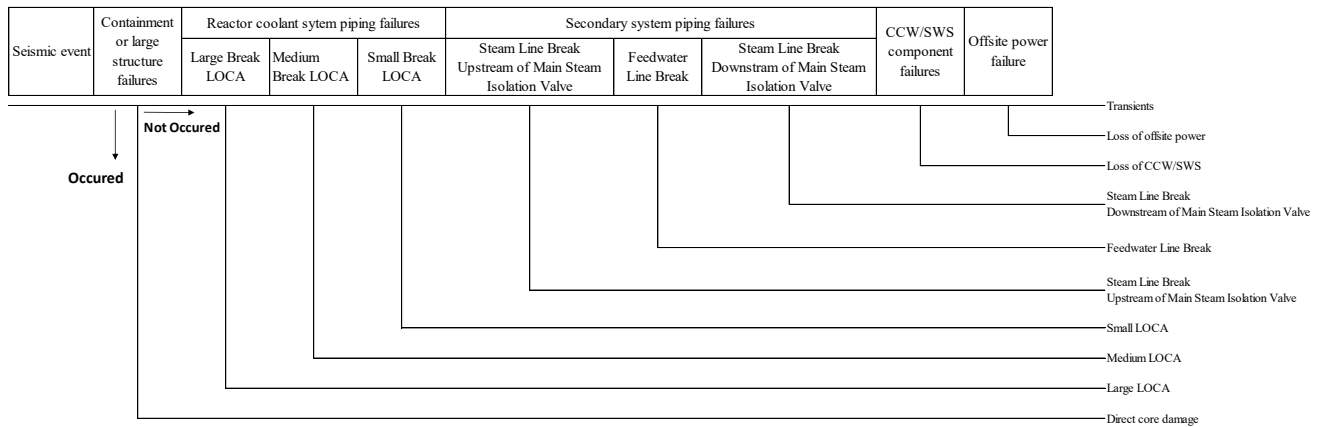 Seismic event
Containment
or large
structure
failures
Reactor coolant sytem piping failures
Large Break
LOCA
Medium
Break LOCA
Small Break
LOCA
Secondary system piping failures
Steam Line Break
Upstream of Main Steam
Isolation Valve
Feedwater
Line Break
Steam Line Break
Downstram of Main Steam
Isolation Valve
CCW/SWS
component
failures
Offsite power
failure
Not Occured
Occured
Transients
Loss of offsite power
Loss of CCW/SWS
Steam Line Break
Downstream of Main Steam Isolation Valve
Feedwater Line Break
Steam Line Break
Upstream of Main Steam Isolation Valve
Small LOCA
Medium LOCA
Large LOCA
Direct core damage